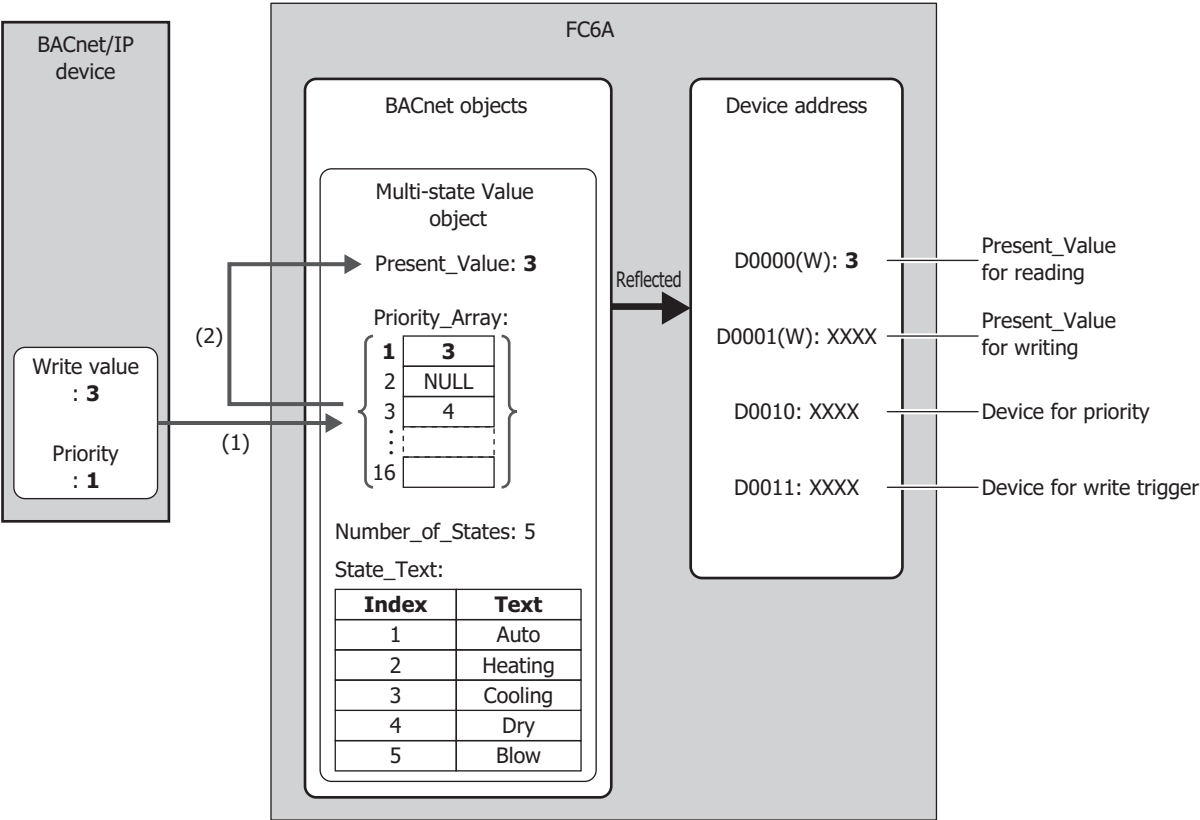 BACnet/IP
device
Write value
: 3
Priority
: 1
(1)
(2)
FC6A
BACnet objects
Multi-state Value
object
Present_Value: 3
Priority_Array:
1 3
2 NULL
3 4
16
Number_of_States: 5
State_Text:
Index Text
1 Auto
2 Heating
3 Cooling
4 Dry
5 Blow
Reflected
Device address
D0000(W): 3
D0001(W): XXXX
D0010: XXXX
D0011: XXXX
Present_Value
for reading
Present_Value
for writing
Device for priority
Device for write trigger